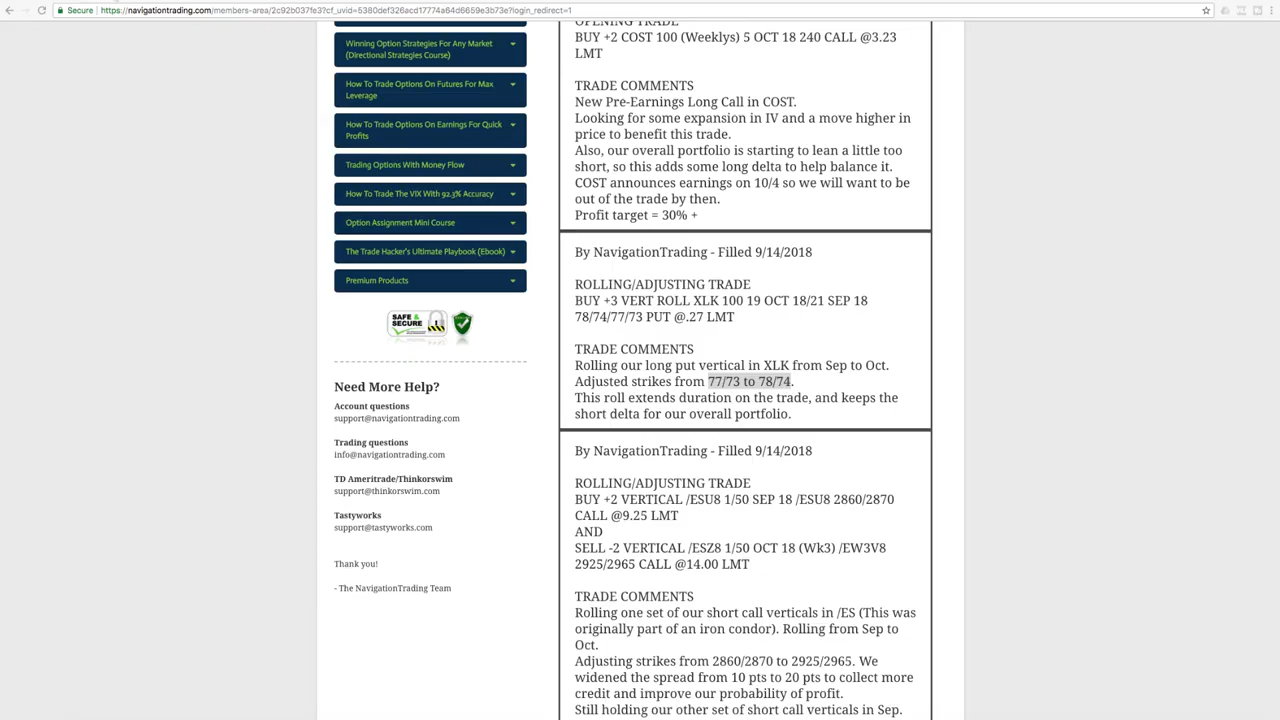 Secure
https://navigationtrading.com/members-area/2c92b037fe3?cf_uvid=5380def326acd17774a64d6659e3b73e?login_redirect=1
Winning Option Strategies For Any Market
(Directional Strategies Course)
How To Trade Options On Futures For Max
Leverage
How To Trade Options On Earnings For Quick
Profits
Trading Options With Money Flow
How To Trade The VIX With 92.3% Accuracy
Option Assignment Mini Course
The Trade Hacker's Ultimate Playbook (Ebook)
Premium Products
SAFE &
SECURE
Need More Help?
Account questions
support@navigationtrading.com
Trading questions
info@navigationtrading.com
TD Ameritrade/Thinkorswim
support@thinkorswim.com
Tastyworks
support@tastyworks.com
Thank you!
- The NavigationTrading Team
OPENING TRADE
BUY +2 COST 100 (Weeklys) 5 OCT 18 240 CALL @3.23
LMT
TRADE COMMENTS
New Pre-Earnings Long Call in COST.
Looking for some expansion in IV and a move higher in
price to benefit this trade.
Also, our overall portfolio is starting to lean a little too
short, so this adds some long delta to help balance it.
COST announces earnings on 10/4 so we will want to be
out of the trade by then.
Profit target = 30% +
By NavigationTrading - Filled 9/14/2018
ROLLING/ADJUSTING TRADE
BUY +3 VERT ROLL XLK 100 19 OCT 18/21 SEP 18
78/74/77/73 PUT @.27 LMT
TRADE COMMENTS
Rolling our long put vertical in XLK from Sep to Oct.
Adjusted strikes from 77/73 to 78/74.
This roll extends duration on the trade, and keeps the
short delta for our overall portfolio.
By NavigationTrading - Filled 9/14/2018
ROLLING/ADJUSTING TRADE
BUY +2 VERTICAL /ESU8 1/50 SEP 18 /ESU8 2860/2870
CALL @9.25 LMT
AND
SELL -2 VERTICAL /ESZ8 1/50 OCT 18 (Wk3) /EW3V8
2925/2965 CALL @14.00 LMT
TRADE COMMENTS
Rolling one set of our short call verticals in /ES (This was
originally part of an iron condor). Rolling from Sep to
Oct.
Adjusting strikes from 2860/2870 to 2925/2965. We
widened the spread from 10 pts to 20 pts to collect more
credit and improve our probability of profit.
Still holding our other set of short call verticals in Sep.